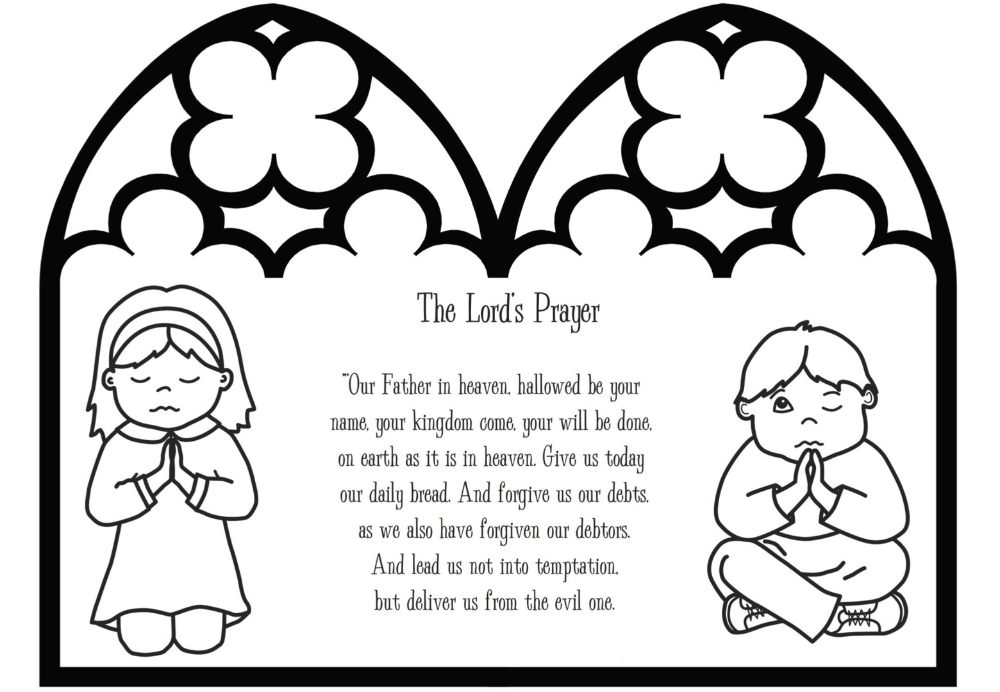 The Lord's Prayer
"'Our Father in heaven, hallowed be your
name, your kingdom come, your will be done,
on earth as it is in heaven. Give us today
our daily bread. And forgive us our debts,
as we also have forgiven our debtors.
And lead us not into temptation,
but deliver us from the evil one.